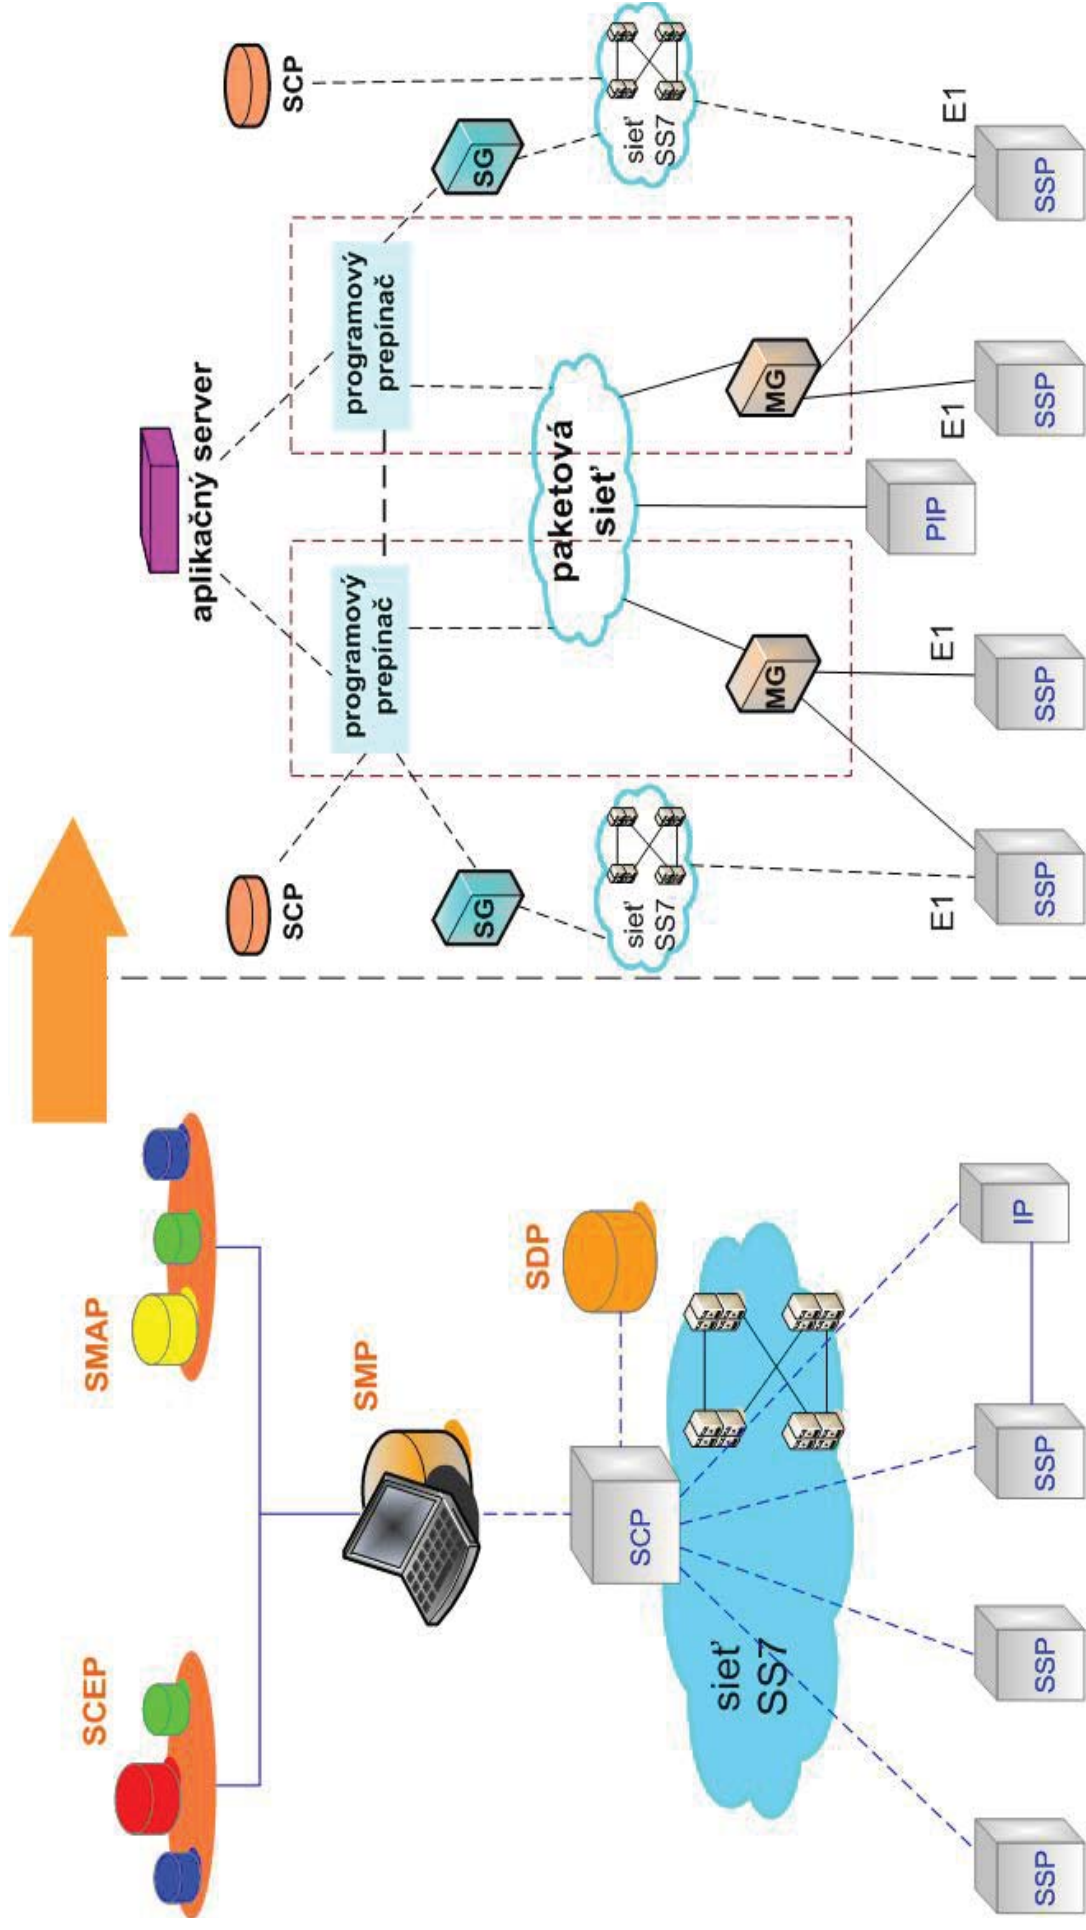 SCEP
SMAP
SMP
SDP
SCP
sieť
SS7
SSP
SSP
SSP
IP
aplikačný server
SCP
SCP
programový
prepínač
programový
prepínač
SG
SG
paketová
sieť
sieť
SS7
sieť
SS7
MG
MG
E1
E1
E1
E1
PIP
SSP
SSP
SSP
SSP